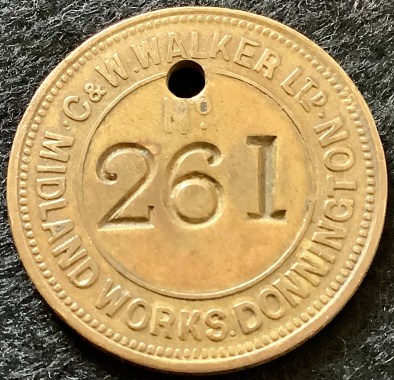 C & W. WALKER LTD.
MIDLAND WORKS. DONNINGTON
No
261